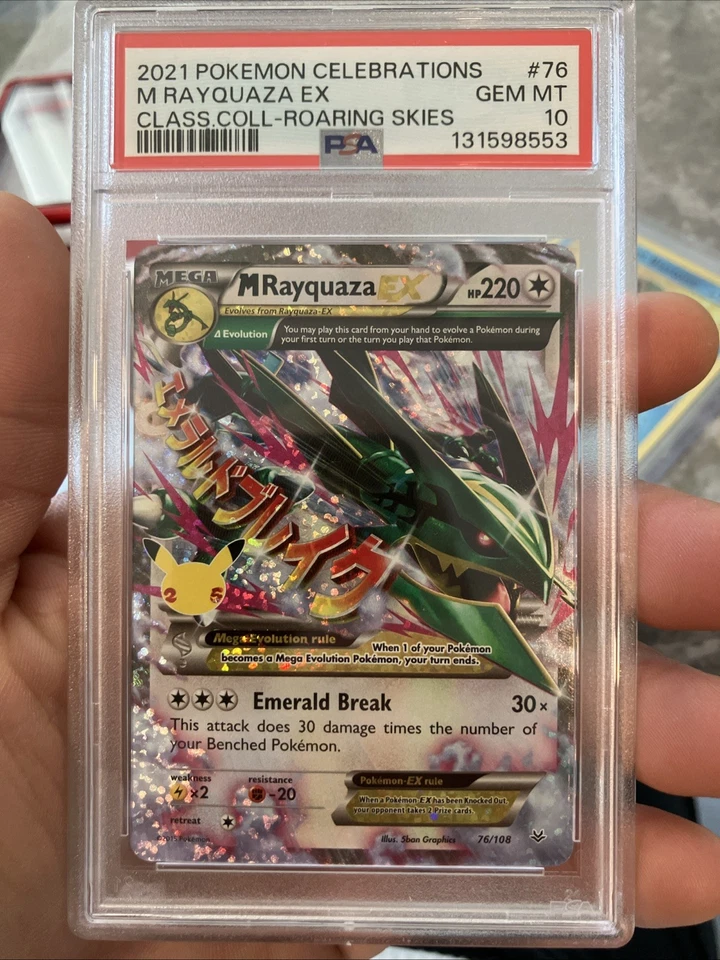 2021 POKEMON CELEBRATIONS #76
M RAYQUAZA EX GEM MT
CLASS.COLL-ROARING SKIES 10
PSA 131598553
MEGA
M Rayquaza EX HP220
Evolves from Rayquaza-EX
Δ Evolution
You may play this card from your hand to evolve a Pokémon during
your first turn or the turn you play that Pokémon.
エメラルドブレイク
25
Mega Evolution rule
When 1 of your Pokémon
becomes a Mega Evolution Pokémon, your turn ends.
Emerald Break 30×
This attack does 30 damage times the number of
your Benched Pokémon.
weakness resistance
×2 -20
Pokémon-EX rule
When a Pokémon-EX has been Knocked Out,
your opponent takes 2 Prize cards.
retreat
©2015 Pokémon Illus. 5ban Graphics 76/108